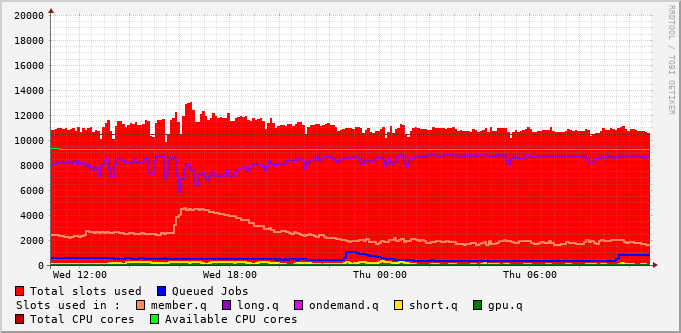 RRDTOOL / TOBI OETIKER
20000
18000
16000
14000
12000
10000
8000
6000
4000
2000
0
Wed 12:00 Wed 18:00 Thu 00:00 Thu 06:00
Total slots used Queued Jobs
Slots used in : member.q long.q ondemand.q short.q gpu.q
Total CPU cores Available CPU cores